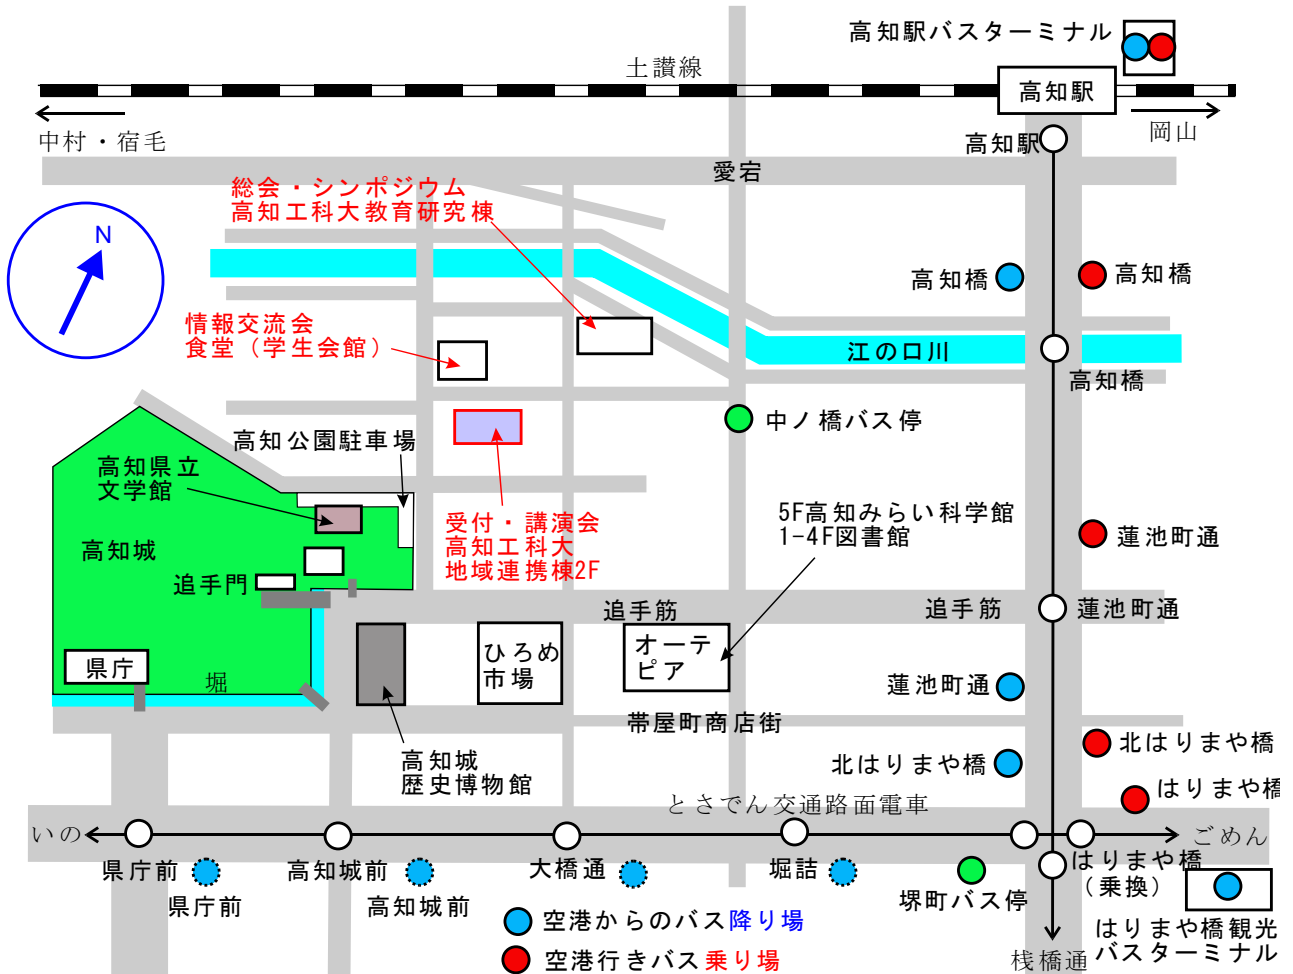 高知駅バスターミナル
土讃線
高知駅
中村・宿毛
岡山
高知駅
愛宕
総会・シンポジウム
高知工科大教育研究棟
N
高知橋
高知橋
情報交流会
食堂（学生会館）
江の口川
高知橋
中ノ橋バス停
高知公園駐車場
高知県立
文学館
5F高知みらい科学館
1-4F図書館
受付・講演会
高知工科大
地域連携棟2F
蓮池町通
高知城
追手門
追手筋
追手筋
蓮池町通
オーテ
ピア
ひろめ
市場
県庁
堀
蓮池町通
帯屋町商店街
北はりまや橋
高知城
歴史博物館
北はりまや橋
はりまや橋
とさでん交通路面電車
いの
ごめん
県庁前
高知城前
大橋通
堀詰
はりまや橋
（乗換）
県庁前
高知城前
堺町バス停
空港からのバス降り場
はりまや橋観光
バスターミナル
空港行きバス乗り場
桟橋通